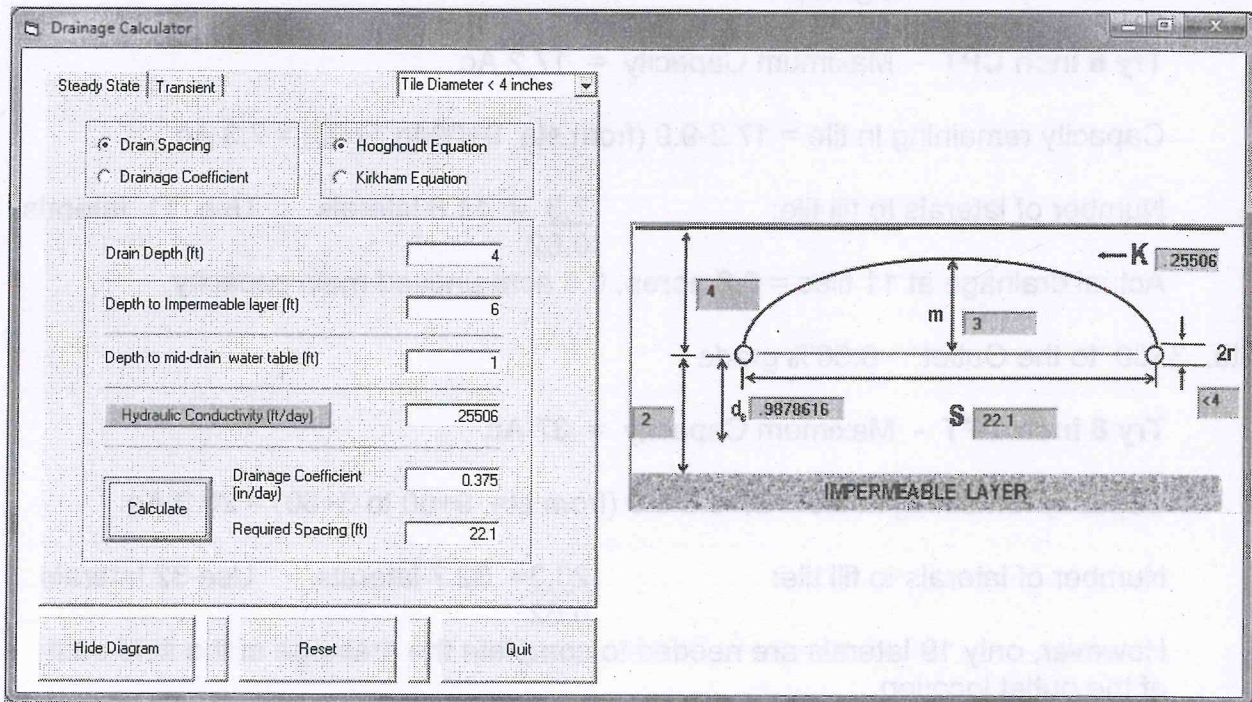 Drainage Calculator
Steady State
Transient
Tile Diameter < 4 inches
Drain Spacing
Drainage Coefficient
Hooghoudt Equation
Kirkham Equation
Drain Depth (ft)
4
Depth to Impermeable layer (ft)
6
Depth to mid-drain water table (ft)
1
Hydraulic Conductivity (ft/day)
.25506
Drainage Coefficient
(in/day)
0.375
Calculate
Required Spacing (ft)
22.1
Hide Diagram
Reset
Quit
K .25506
4
m 3
2r
<4
2
de .9878616
S 22.1
IMPERMEABLE LAYER